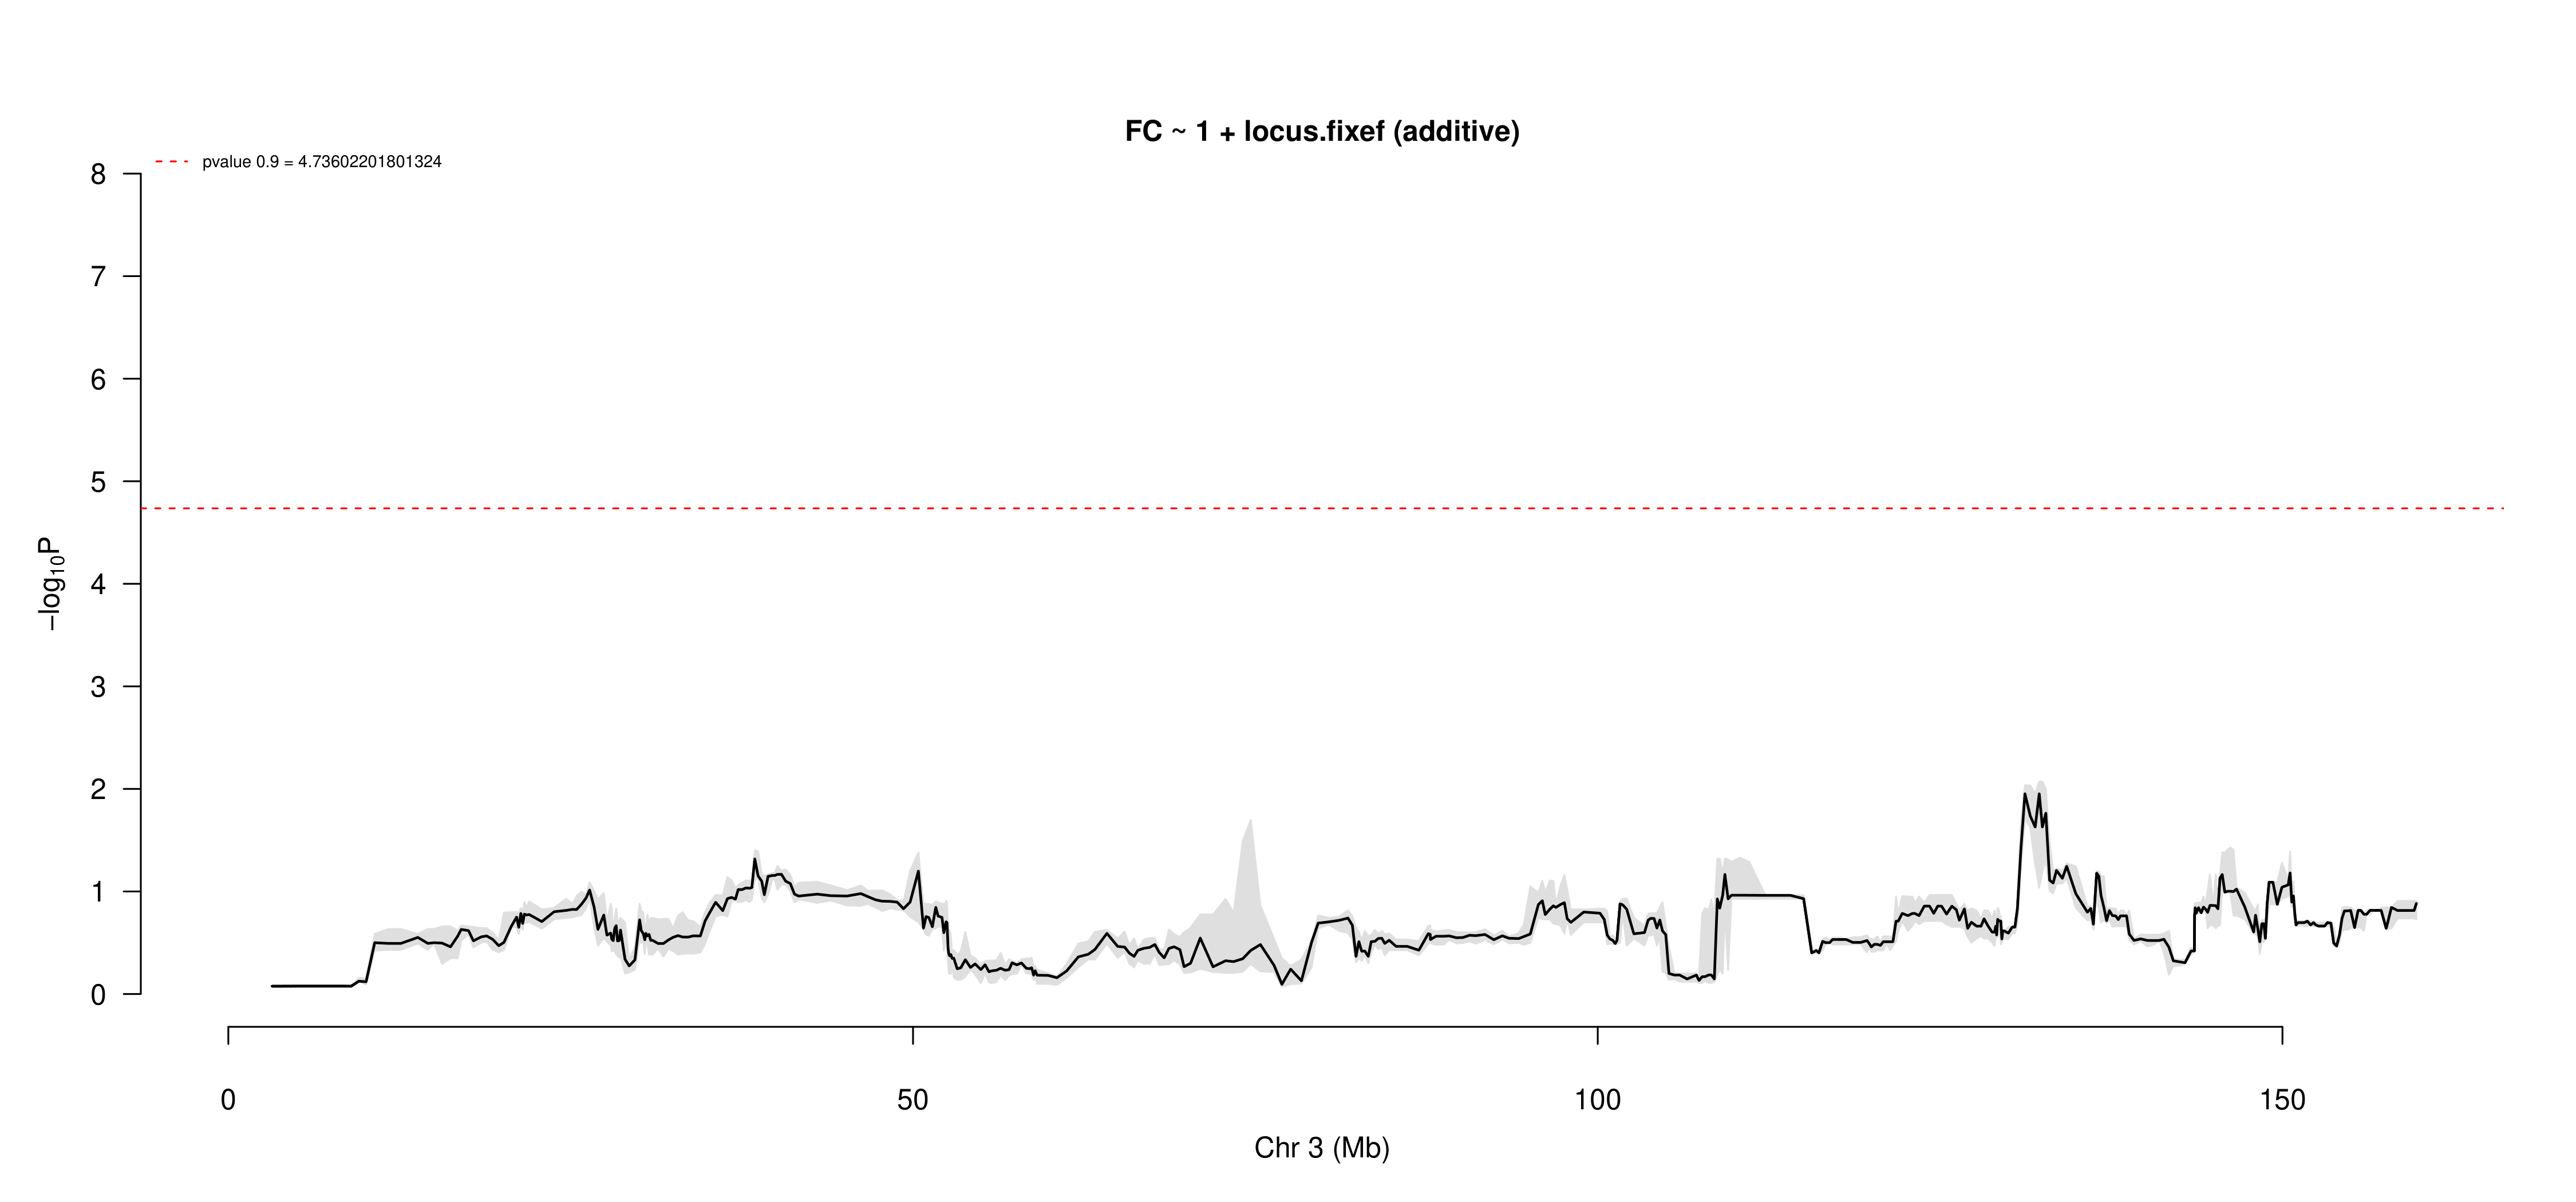 FC ~ 1 + locus.fixef (additive)
pvalue 0.9 = 4.73602201801324
8
7
6
5
4
3
2
1
0
−log10P
0 50 100 150
Chr 3 (Mb)